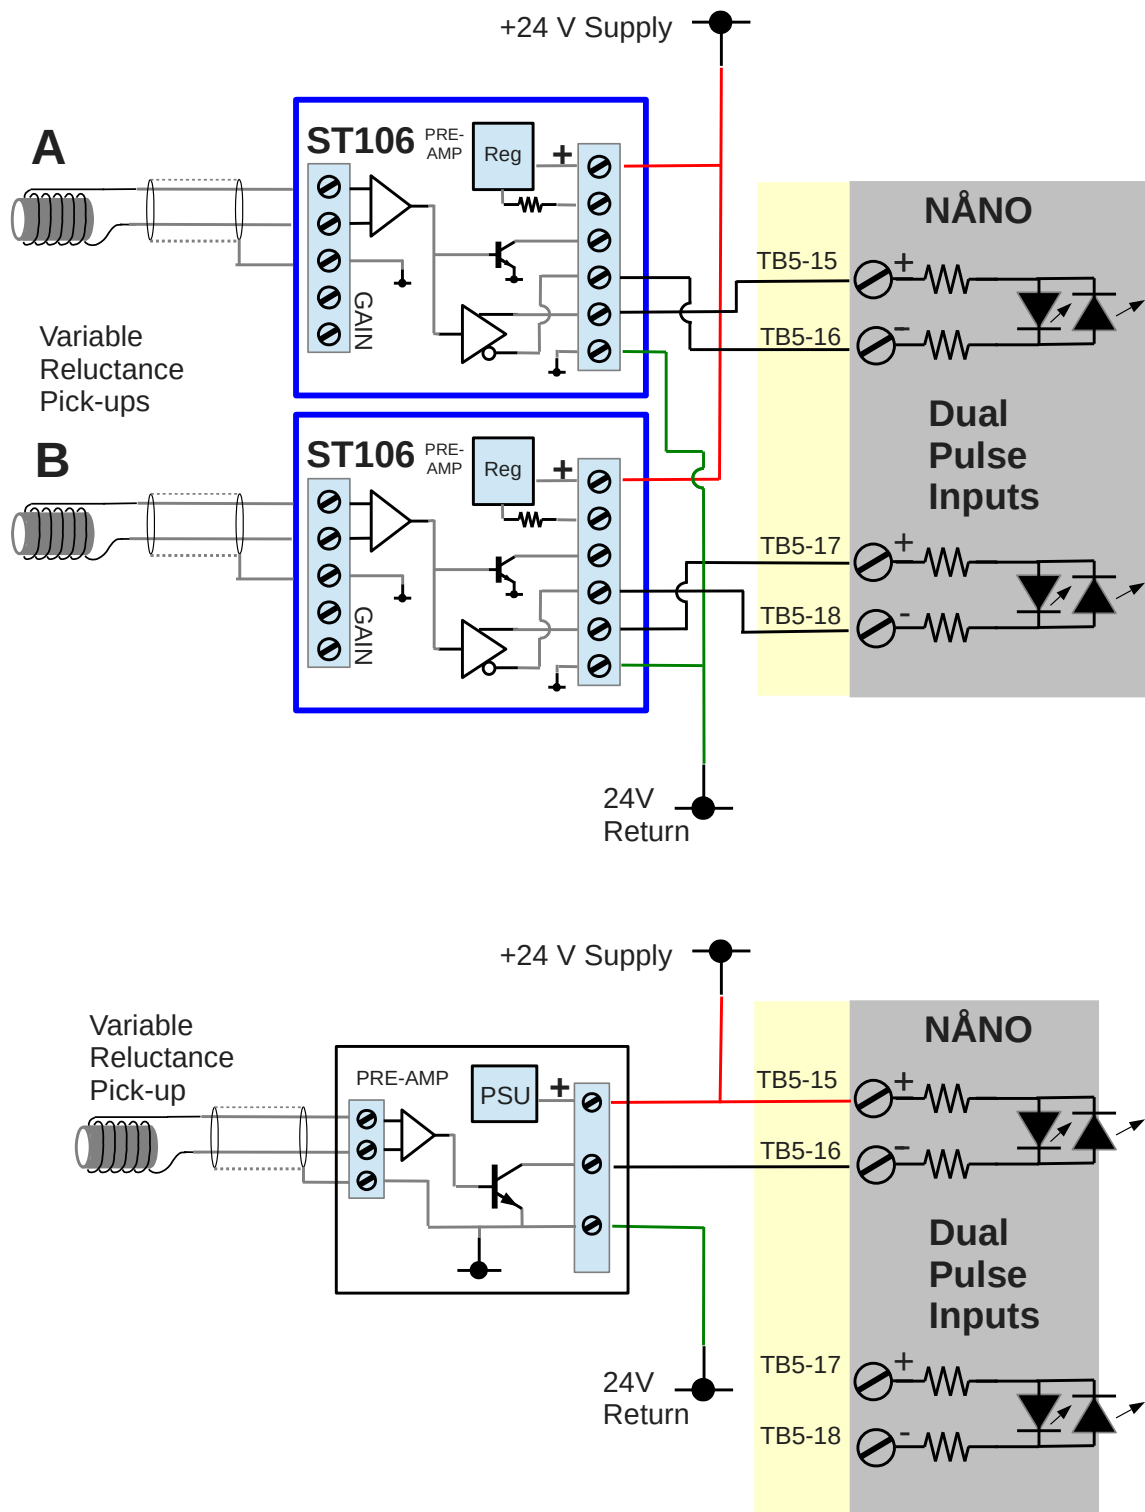 +24 V Supply
A
ST106
PRE-
AMP
Reg
+
GAIN
NÅNO
TB5-15
+
TB5-16
-
Variable
Reluctance
Pick-ups
Dual
Pulse
Inputs
B
ST106
PRE-
AMP
Reg
+
GAIN
TB5-17
+
TB5-18
-
24V
Return
+24 V Supply
Variable
Reluctance
Pick-up
PRE-AMP
PSU
+
NÅNO
TB5-15
+
TB5-16
-
Dual
Pulse
Inputs
TB5-17
+
TB5-18
-
24V
Return